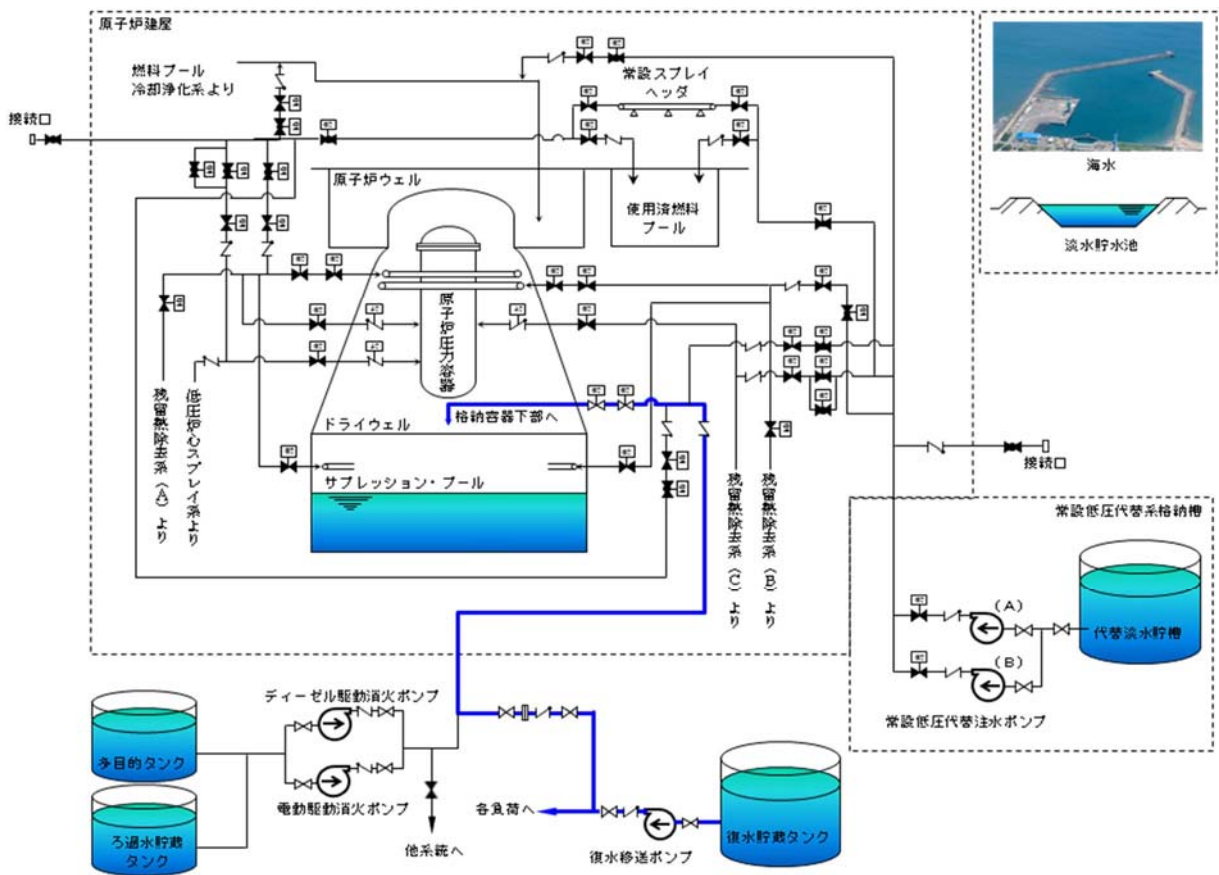 原子炉建屋
燃料プール
冷却浄化系より
接続口
常設スプレイ
ヘッダ
原子炉ウェル
使用済燃料
プール
海水
淡水貯水池
原子炉圧力容器
残留熱除去系(A)より
低圧炉心スプレイ系より
格納容器下部へ
ドライウェル
サプレッション・プール
残留熱除去系(C)より
残留熱除去系(B)より
接続口
常設低圧代替系格納槽
(A)
(B)
代替淡水貯槽
常設低圧代替注水ポンプ
ディーゼル駆動消火ポンプ
多目的タンク
電動駆動消火ポンプ
ろ過水貯蔵
タンク
他系統へ
各負荷へ
復水移送ポンプ
復水貯蔵タンク